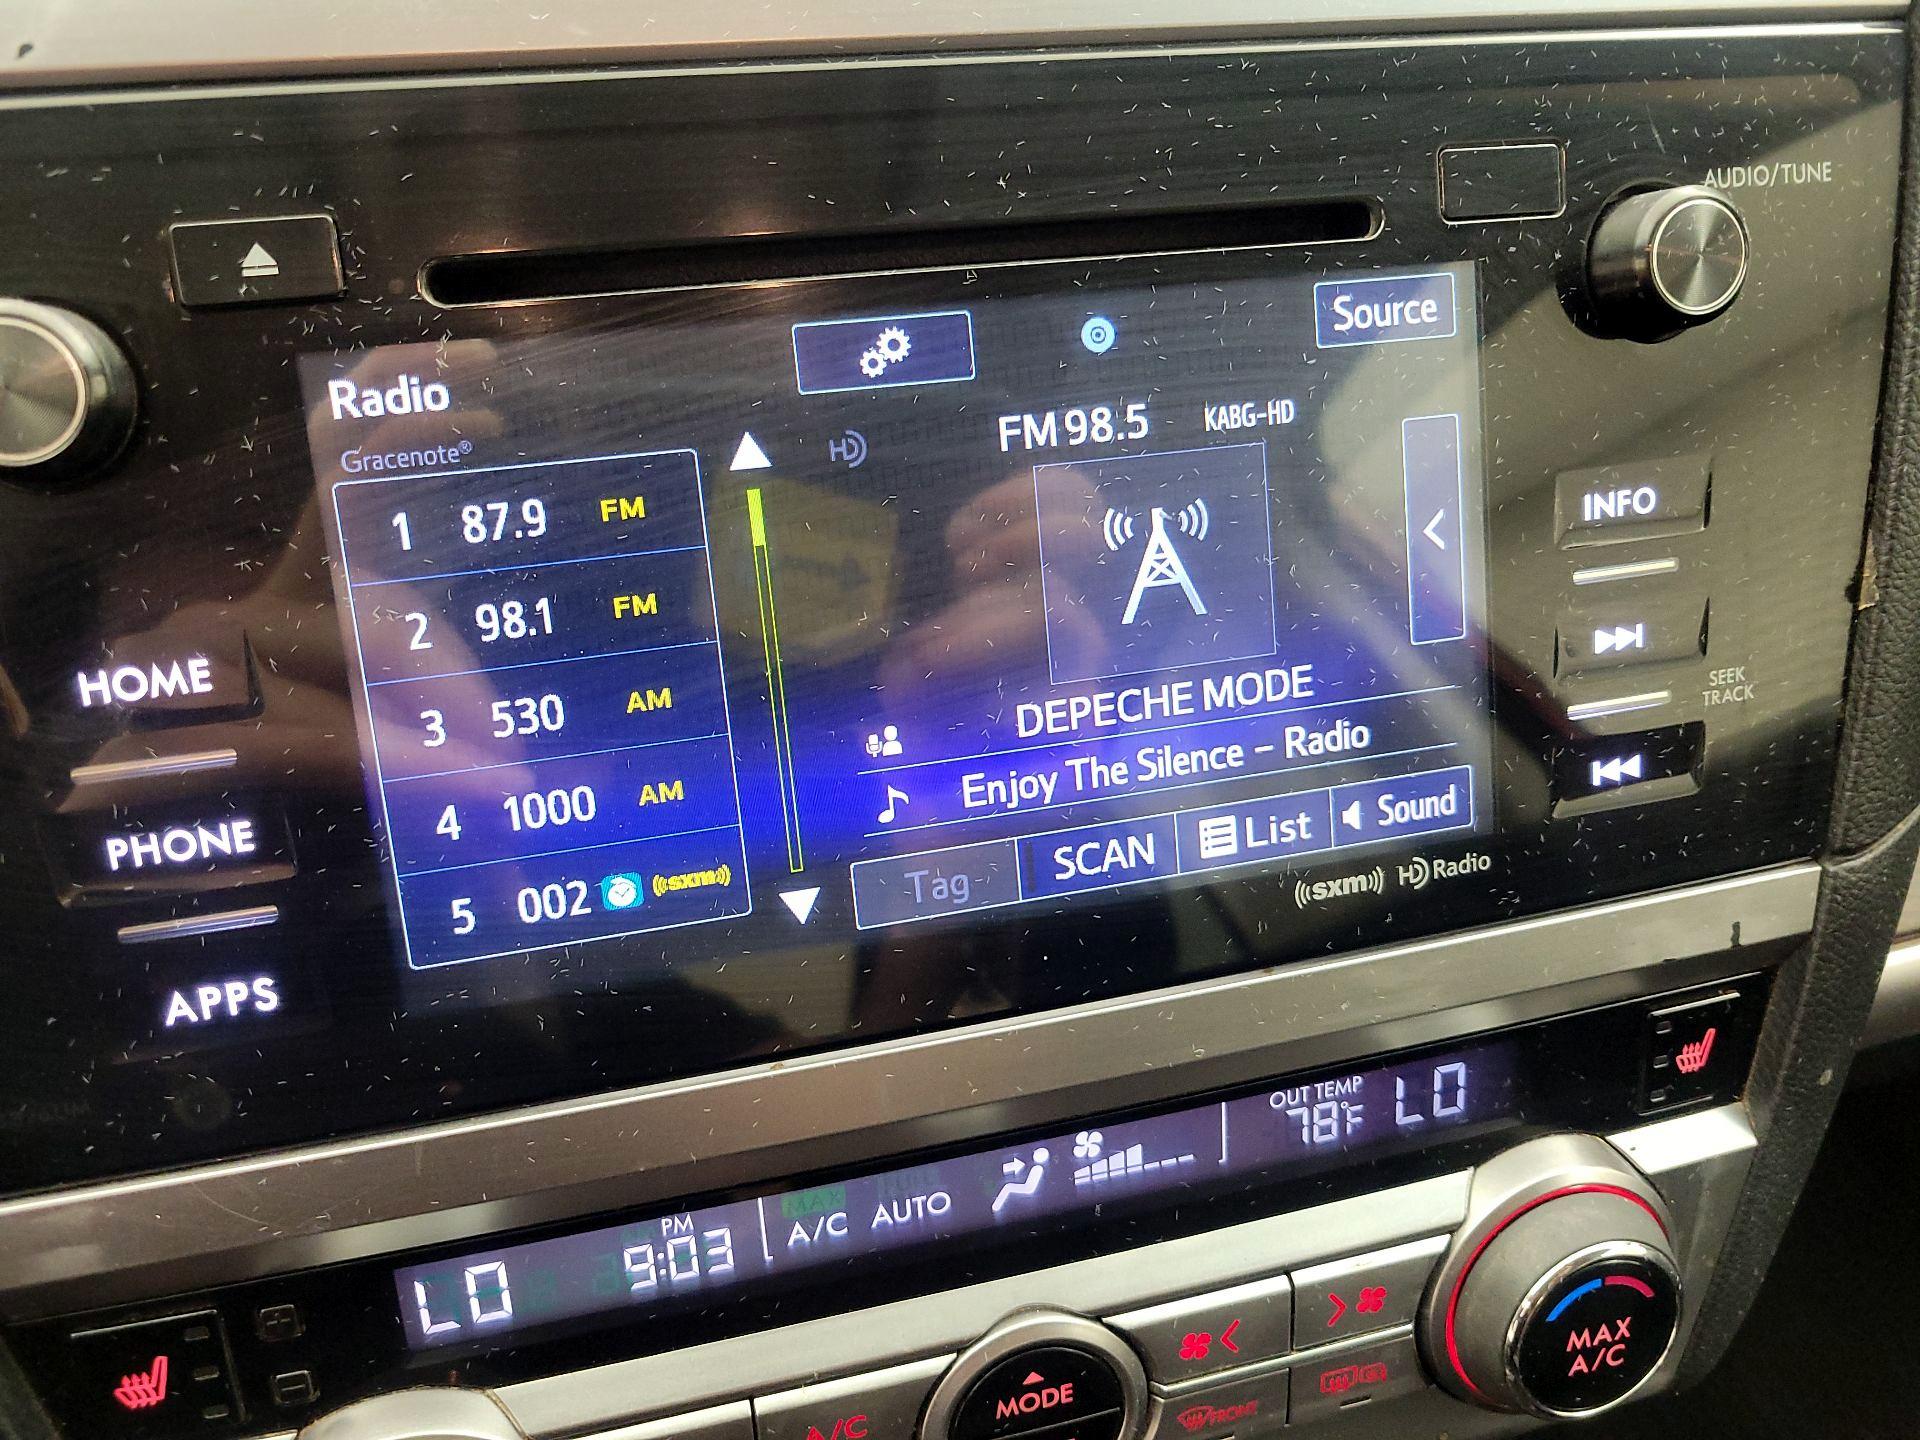 AUDIO/TUNE
Source
Radio
Gracenote®
HD
FM 98.5
KABG-HD
1 87.9 FM
2 98.1 FM
3 530 AM
4 1000 AM
5 002 ((sxm))
DEPECHE MODE
Enjoy The Silence - Radio
Tag
SCAN
List
Sound
((sxm)) HD Radio
HOME
PHONE
APPS
INFO
SEEK
TRACK
OUT TEMP
78°F
LO
LO
PM
9:03
MAX
A/C AUTO
MODE
A/C
FRONT
MAX
A/C